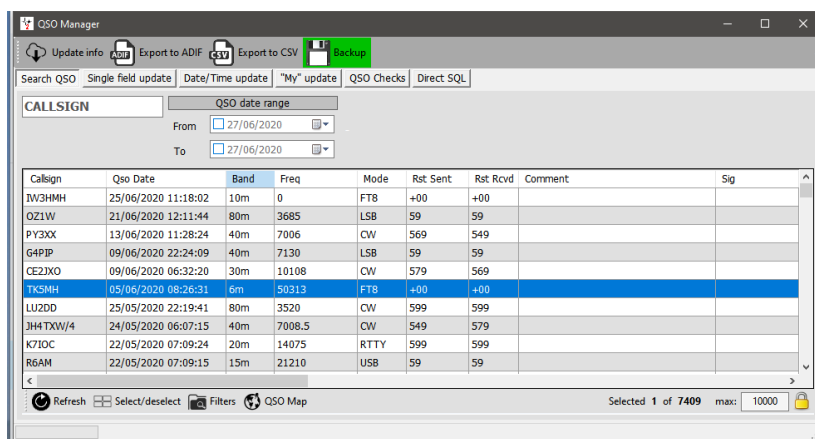 QSO Manager
Update info ADIF Export to ADIF CSV Export to CSV Backup
Search QSO Single field update Date/Time update "My" update QSO Checks Direct SQL
CALLSIGN QSO date range
From 27/06/2020
To 27/06/2020
Callsign Qso Date Band Freq Mode Rst Sent Rst Rcvd Comment Sig
IW3HMH 25/06/2020 11:18:02 10m 0 FT8 +00 +00
OZ1W 21/06/2020 12:11:44 80m 3685 LSB 59 59
PY3XX 13/06/2020 11:28:24 40m 7006 CW 569 549
G4PIP 09/06/2020 22:24:09 40m 7130 LSB 59 59
CE2JXO 09/06/2020 06:32:20 30m 10108 CW 579 569
TK5MH 05/06/2020 08:26:31 6m 50313 FT8 +00 +00
LU2DD 25/05/2020 22:19:41 80m 3520 CW 599 599
JH4TXW/4 24/05/2020 06:07:15 40m 7008.5 CW 549 579
K7IOC 22/05/2020 07:09:24 20m 14075 RTTY 599 599
R6AM 22/05/2020 07:09:15 15m 21210 USB 59 59
Refresh Select/deselect Filters QSO Map Selected 1 of 7409 max: 10000